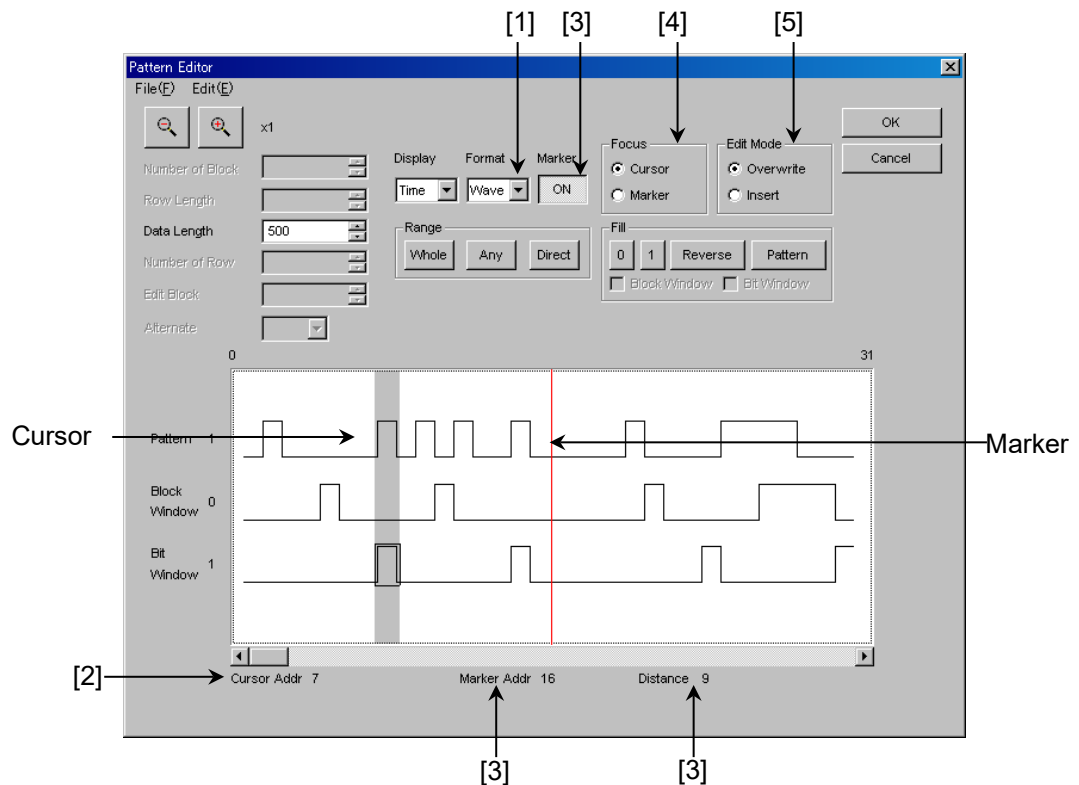 [1] [3] [4] [5]
Pattern Editor
File(F) Edit(E)
x1
OK
Cancel
Number of Block
Row Length
Data Length 500
Number of Row
Edit Block
Alternate
Display Format Marker
Time Wave ON
Focus
Cursor
Marker
Edit Mode
Overwrite
Insert
Range
Whole Any Direct
Fill
0 1 Reverse Pattern
Block Window Bit Window
0 31
Cursor
Pattern 1
Marker
Block
Window 0
Bit
Window 1
[2]
Cursor Addr 7 Marker Addr 16 Distance 9
[3] [3]